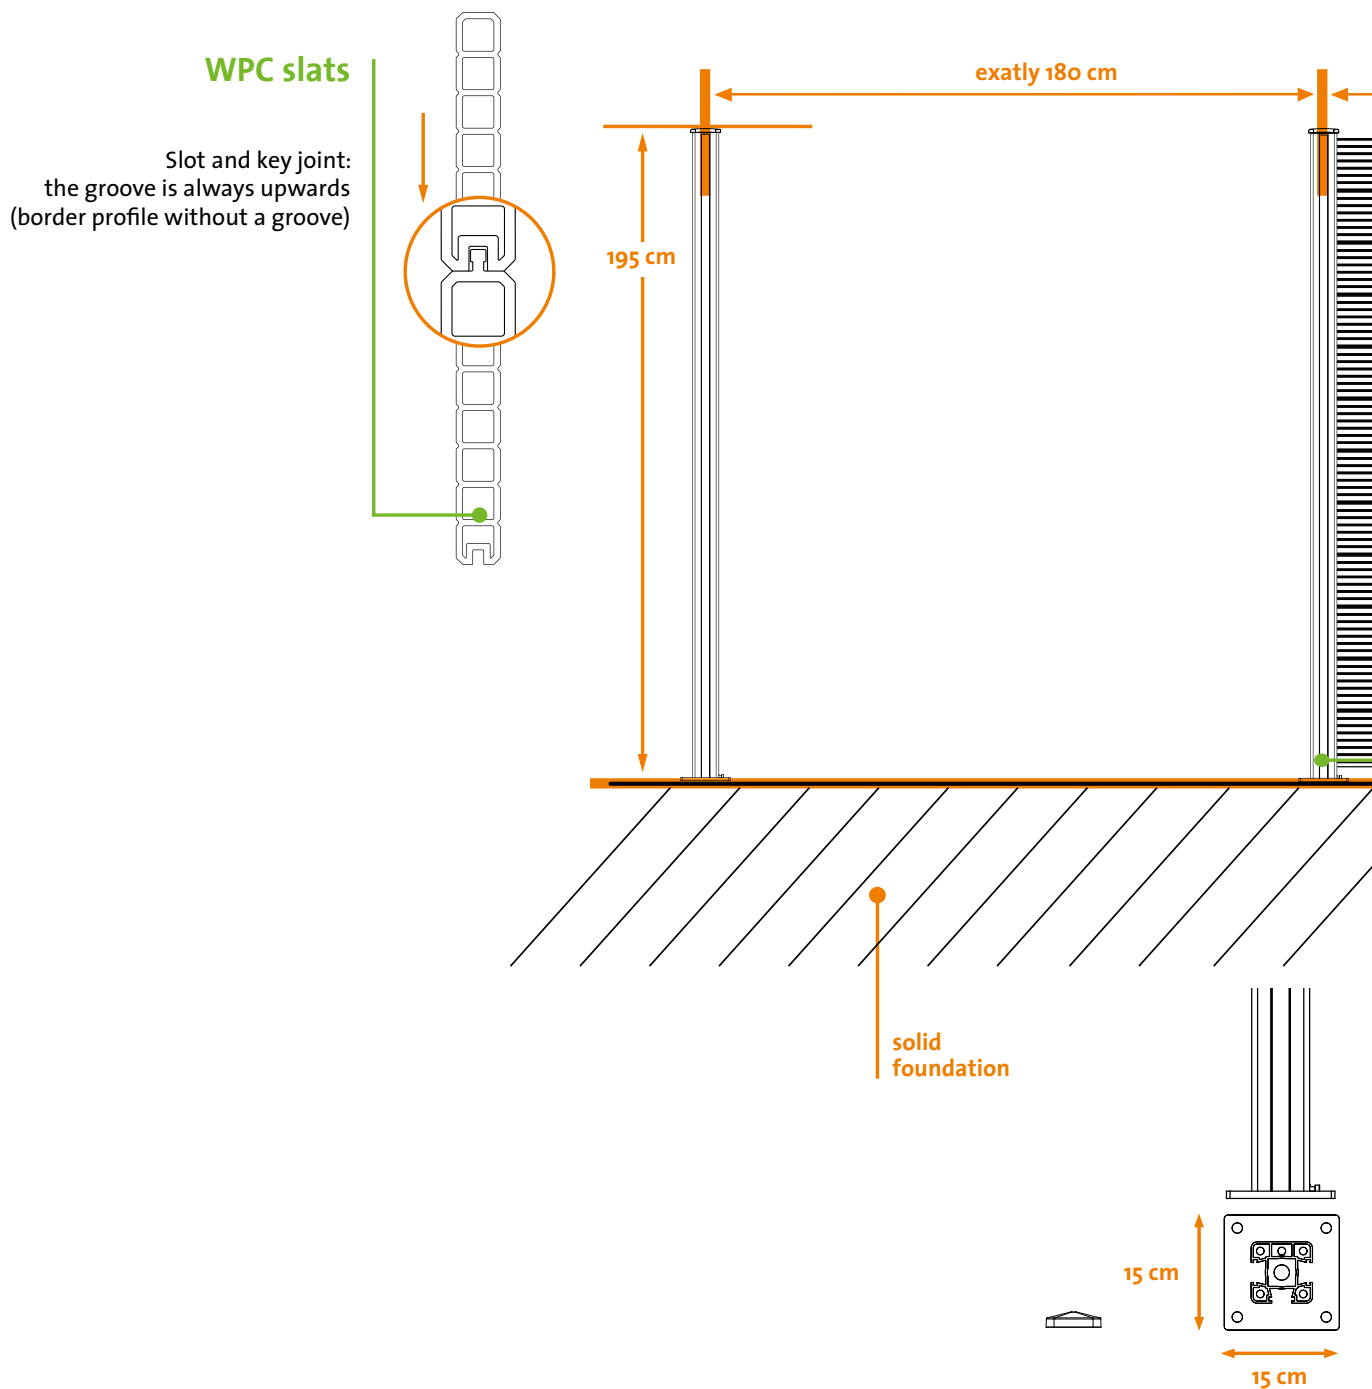 WPC slats
Slot and key joint:
the groove is always upwards
(border profile without a groove)
exatly 180 cm
195 cm
solid
foundation
15 cm
15 cm